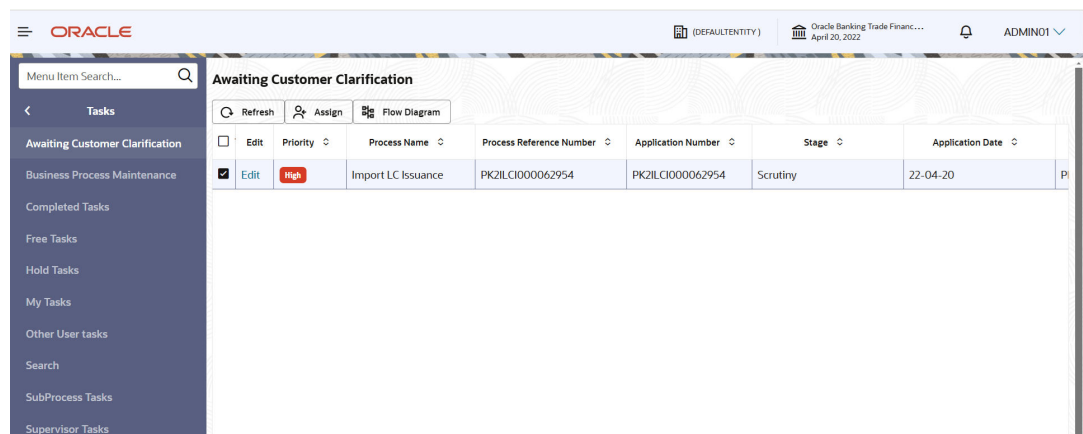 ORACLE
(DEFAULTENTITY)
Oracle Banking Trade Financ...
April 20, 2022
ADMIN01
Menu Item Search...
Tasks
Awaiting Customer Clarification
Business Process Maintenance
Completed Tasks
Free Tasks
Hold Tasks
My Tasks
Other User tasks
Search
SubProcess Tasks
Supervisor Tasks
Awaiting Customer Clarification
Refresh Assign Flow Diagram
Edit Priority Process Name Process Reference Number Application Number Stage Application Date
Edit High Import LC Issuance PK2ILCI000062954 PK2ILCI000062954 Scrutiny 22-04-20